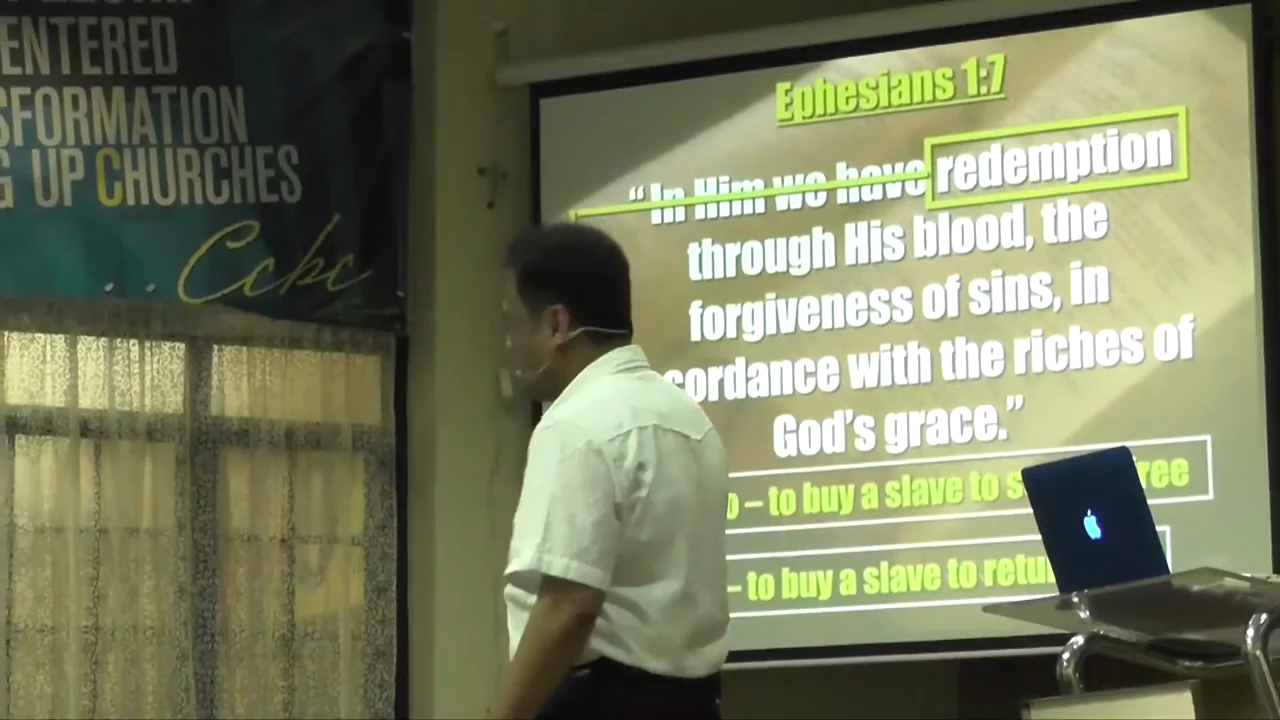 ENTERED
SFORMATION
G UP CHURCHES
Ccbc
Ephesians 1:7
“In Him we have redemption
through His blood, the
forgiveness of sins, in
cordance with the riches of
God’s grace.”
– to buy a slave to s ree
– to buy a slave to retu